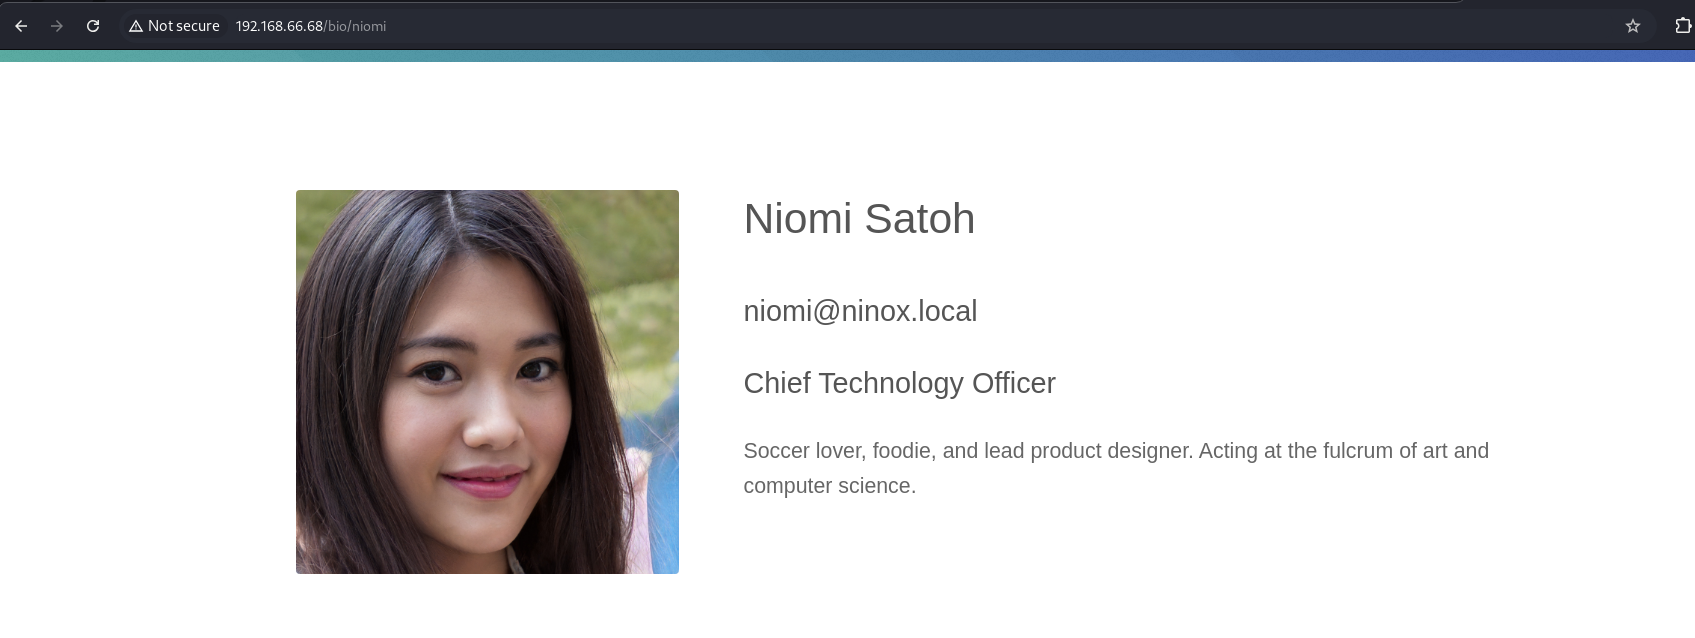 Not secure 192.168.66.68/bio/niomi
Niomi Satoh
niomi@ninox.local
Chief Technology Officer
Soccer lover, foodie, and lead product designer. Acting at the fulcrum of art and
computer science.